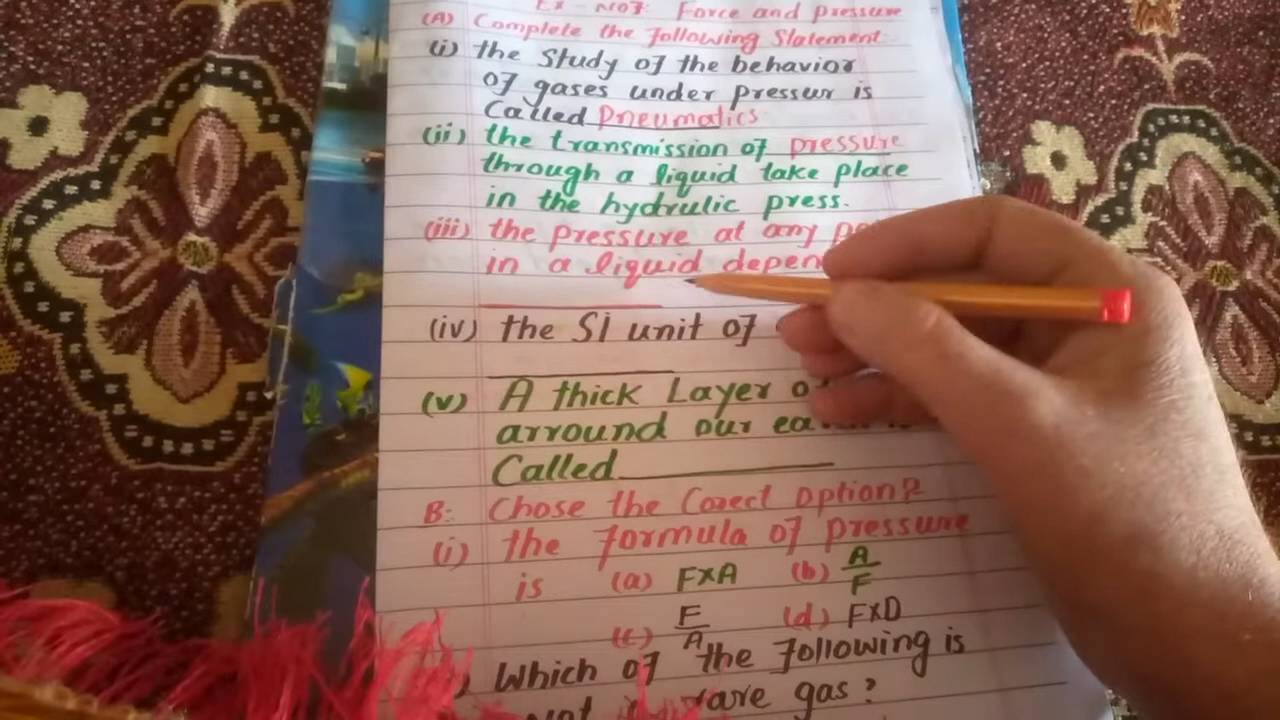 Ex - No7: Force and pressure
(A) Complete the following Statement
(i) the Study of the behavior
of gases under pressur is
Called Pneumatics
(ii) the transmission of pressure
through a liquid take place
in the hydrulic press.
(iii) the pressure at any
in a liquid depen
(iv) the SI unit of
(v) A thick Layer
arround our
Called
B:- Chose the Corect option?
(i) the formula of pressure
is (a) F×A (b) A/F
(c) F/A (d) F×D
Which of the following is
rare gas?